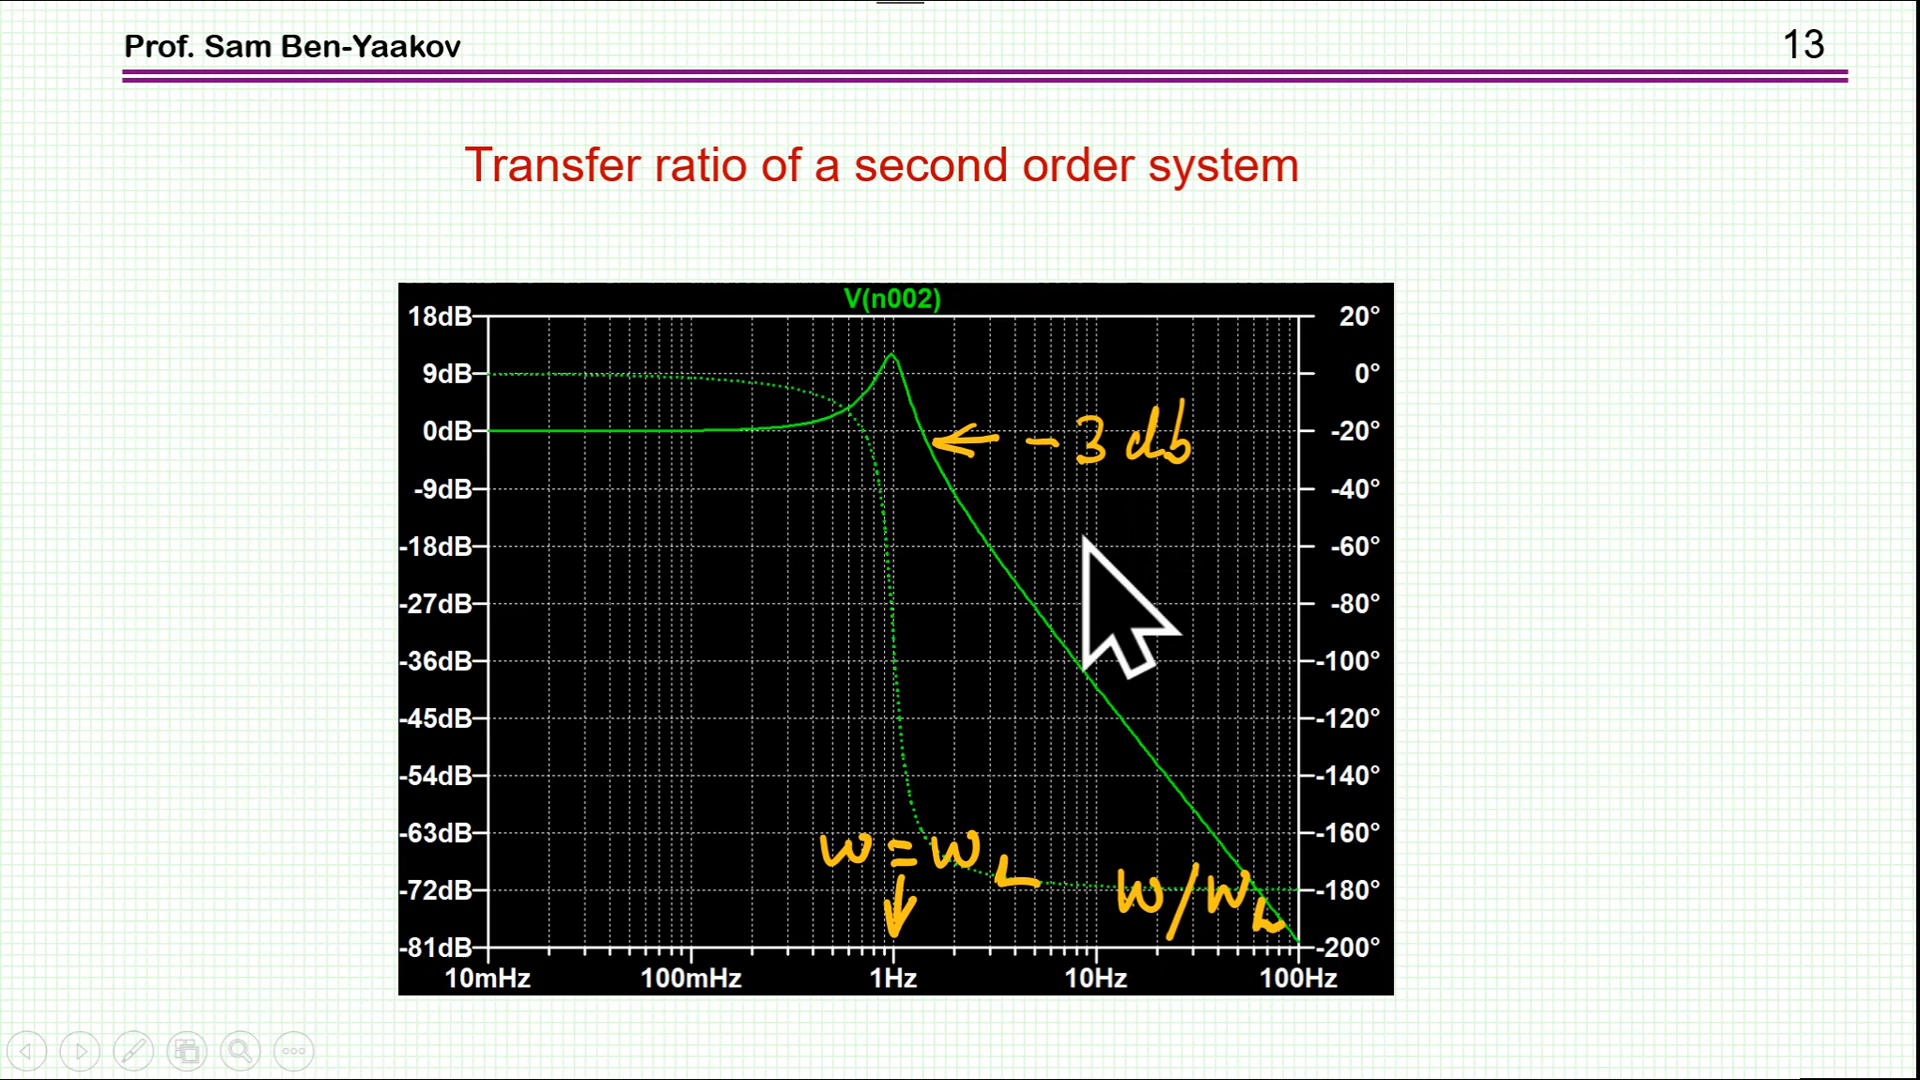 Prof. Sam Ben-Yaakov
13
Transfer ratio of a second order system
V(n002)
18dB 20°
9dB 0°
0dB -20°
← - 3 db
-9dB -40°
-18dB -60°
-27dB -80°
-36dB -100°
-45dB -120°
-54dB -140°
-63dB -160°
w = wL
-72dB -180°
w/wL
-81dB -200°
10mHz 100mHz 1Hz 10Hz 100Hz